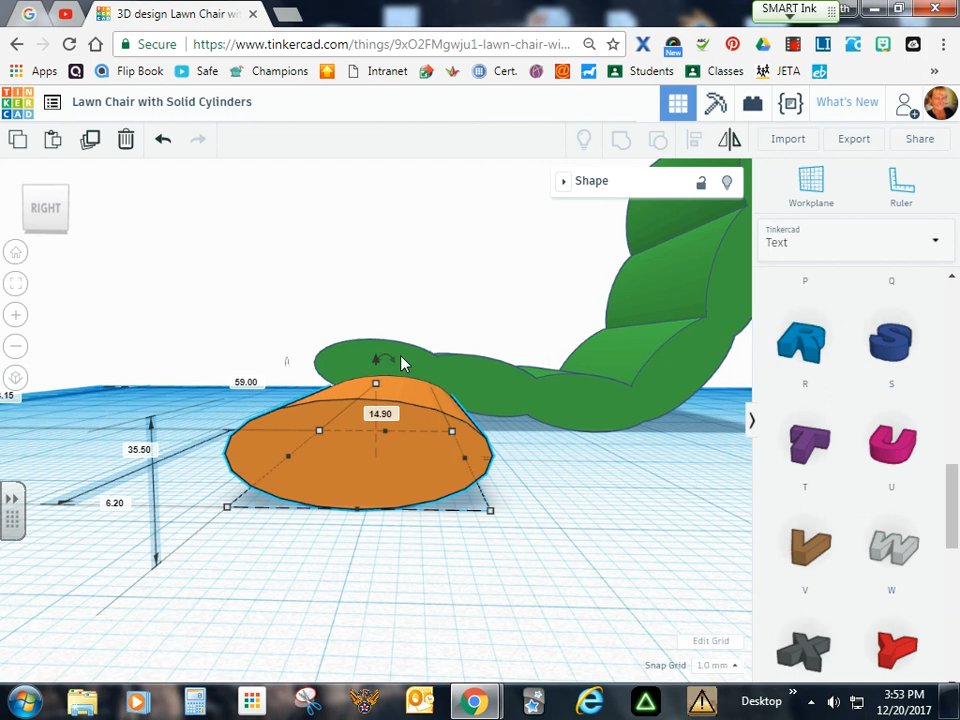 SMART Ink
3D design Lawn Chair wi
Secure
https://www.tinkercad.com/things/9xO2FMgwju1-lawn-chair-wi...
New
Apps
Flip Book
Safe
Champions
Intranet
Cert.
Students
Classes
JETA
»
TIN
KER
CAD
Lawn Chair with Solid Cylinders
What's New
Import
Export
Share
Shape
RIGHT
Workplane
Ruler
Tinkercad
Text
P
Q
R
S
T
U
V
W
59.00
14.90
35.50
6.20
Edit Grid
Snap Grid
1.0 mm
Desktop
3:53 PM
12/20/2017